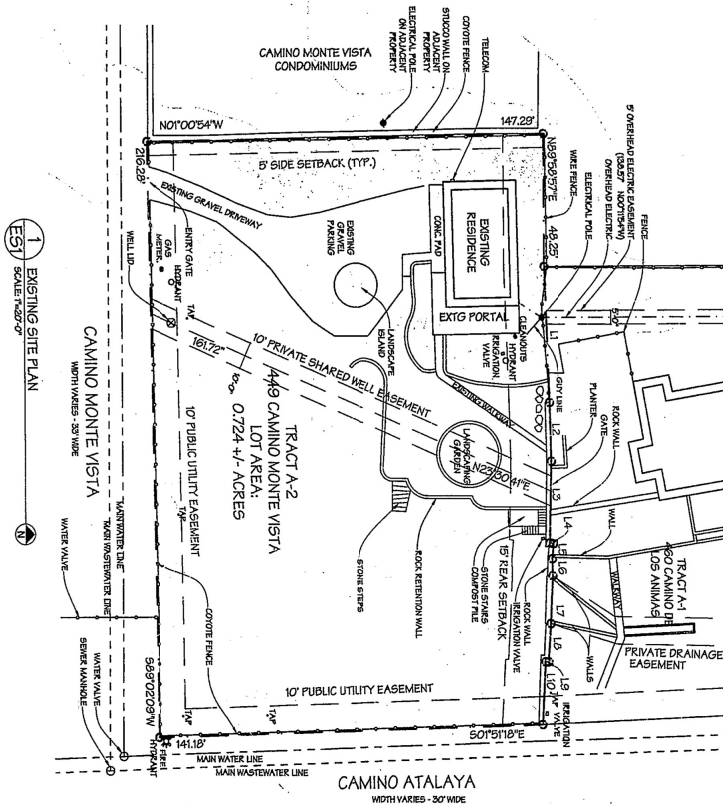 CAMINO MONTE VISTA
CONDOMINIUMS
ELECTRICAL POLE
ON ADJACENT
PROPERTY
STUCCO WALL ON
ADJACENT
PROPERTY
COYOTE FENCE
TELECOM
N01°00'54"W
147.29'
5' SIDE SETBACK (TYP.)
216.28'
N89°58'57"E
48.25'
WIRE FENCE
ELECTRICAL POLE
OVERHEAD ELECTRIC
5' OVERHEAD ELECTRIC EASEMENT
FENCE
5'-0"
EXISTING GRAVEL DRIVEWAY
ENTRY GATE
HYDRANT
GAS
METER
WELL LID
TAP
EXISTING
GRAVEL
PARKING
LANDSCAPE
ISLAND
CONC. PAD
EXISTING
RESIDENCE
EXTG PORTAL
CLEANOUTS
HYDRANT
IRRIGATION
VALVE
L1
GUY LINE
PLANTER
L2
ROCK WALL
GATE
L3
EXISTING WALKWAY
LANDSCAPING
GARDEN
10' PRIVATE SHARED WELL EASEMENT
161.72'
N23°30'41"E
TRACT A-2
449 CAMINO MONTE VISTA
LOT AREA:
0.724 +/- ACRES
10' PUBLIC UTILITY EASEMENT
TAP
STONE STEPS
ROCK RETENTION WALL
15' REAR SETBACK
STONE STAIRS
COMPOST PILE
IRRIGATION VALVE
ROCK WALL
L4
L5
L6
L7
L8
L9
L10
WALL
WALKWAY
WALLS
TRACT A-1
460 CAMINO DE
LOS ANIMAS
PRIVATE DRAINAGE
EASEMENT
TAP
IRRIGATION
VALVE
COYOTE FENCE
S89°02'09"W
10' PUBLIC UTILITY EASEMENT
TAP
TAP
S01°51'18"E
141.18'
FIRE
HYDRANT
MAIN WATER LINE
MAIN WASTEWATER LINE
CAMINO ATALAYA
WIDTH VARIES - 30' WIDE
CAMINO MONTE VISTA
WIDTH VARIES - 33' WIDE
MAIN WATER LINE
MAIN WASTEWATER LINE
WATER VALVE
WATER VALVE
SEWER MANHOLE
1
ES1
EXISTING SITE PLAN
SCALE: 1"=20'-0"
N